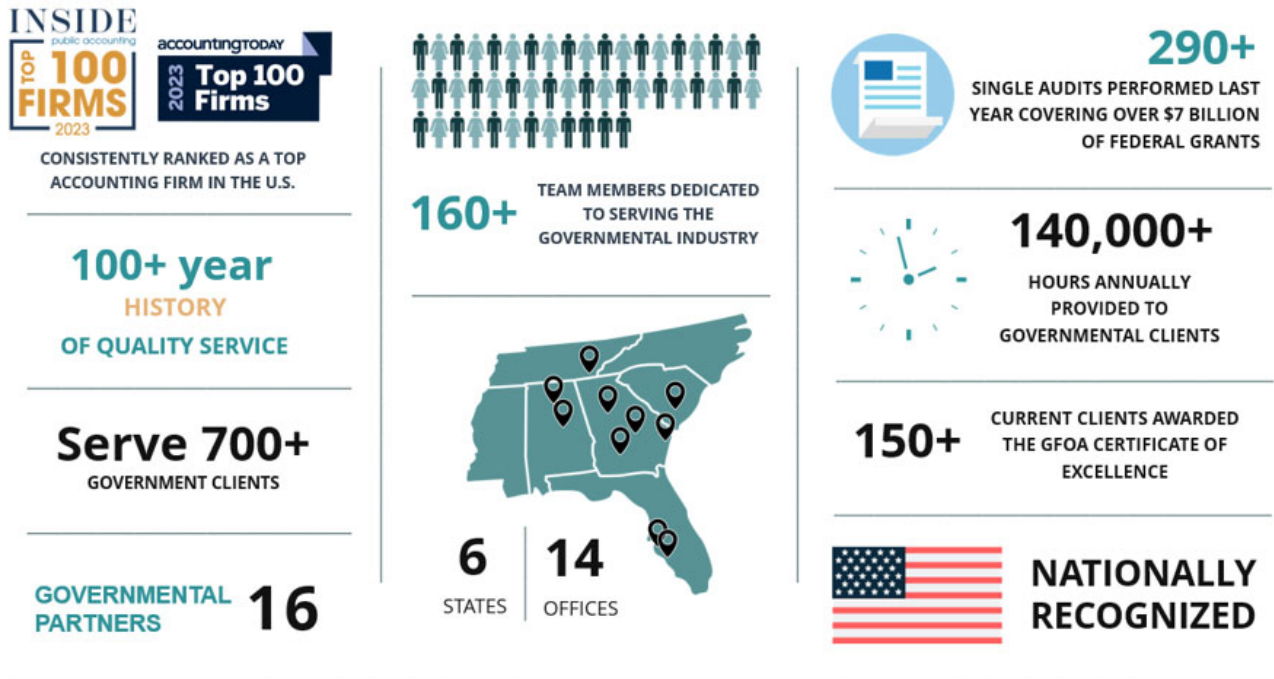 INSIDE
public accounting
TOP
100
FIRMS
2023
accountingTODAY
2023
Top 100
Firms
CONSISTENTLY RANKED AS A TOP
ACCOUNTING FIRM IN THE U.S.
100+ year
HISTORY
OF QUALITY SERVICE
Serve 700+
GOVERNMENT CLIENTS
GOVERNMENTAL
PARTNERS
16
160+
TEAM MEMBERS DEDICATED
TO SERVING THE
GOVERNMENTAL INDUSTRY
6
STATES
14
OFFICES
290+
SINGLE AUDITS PERFORMED LAST
YEAR COVERING OVER $7 BILLION
OF FEDERAL GRANTS
140,000+
HOURS ANNUALLY
PROVIDED TO
GOVERNMENTAL CLIENTS
150+
CURRENT CLIENTS AWARDED
THE GFOA CERTIFICATE OF
EXCELLENCE
NATIONALLY
RECOGNIZED